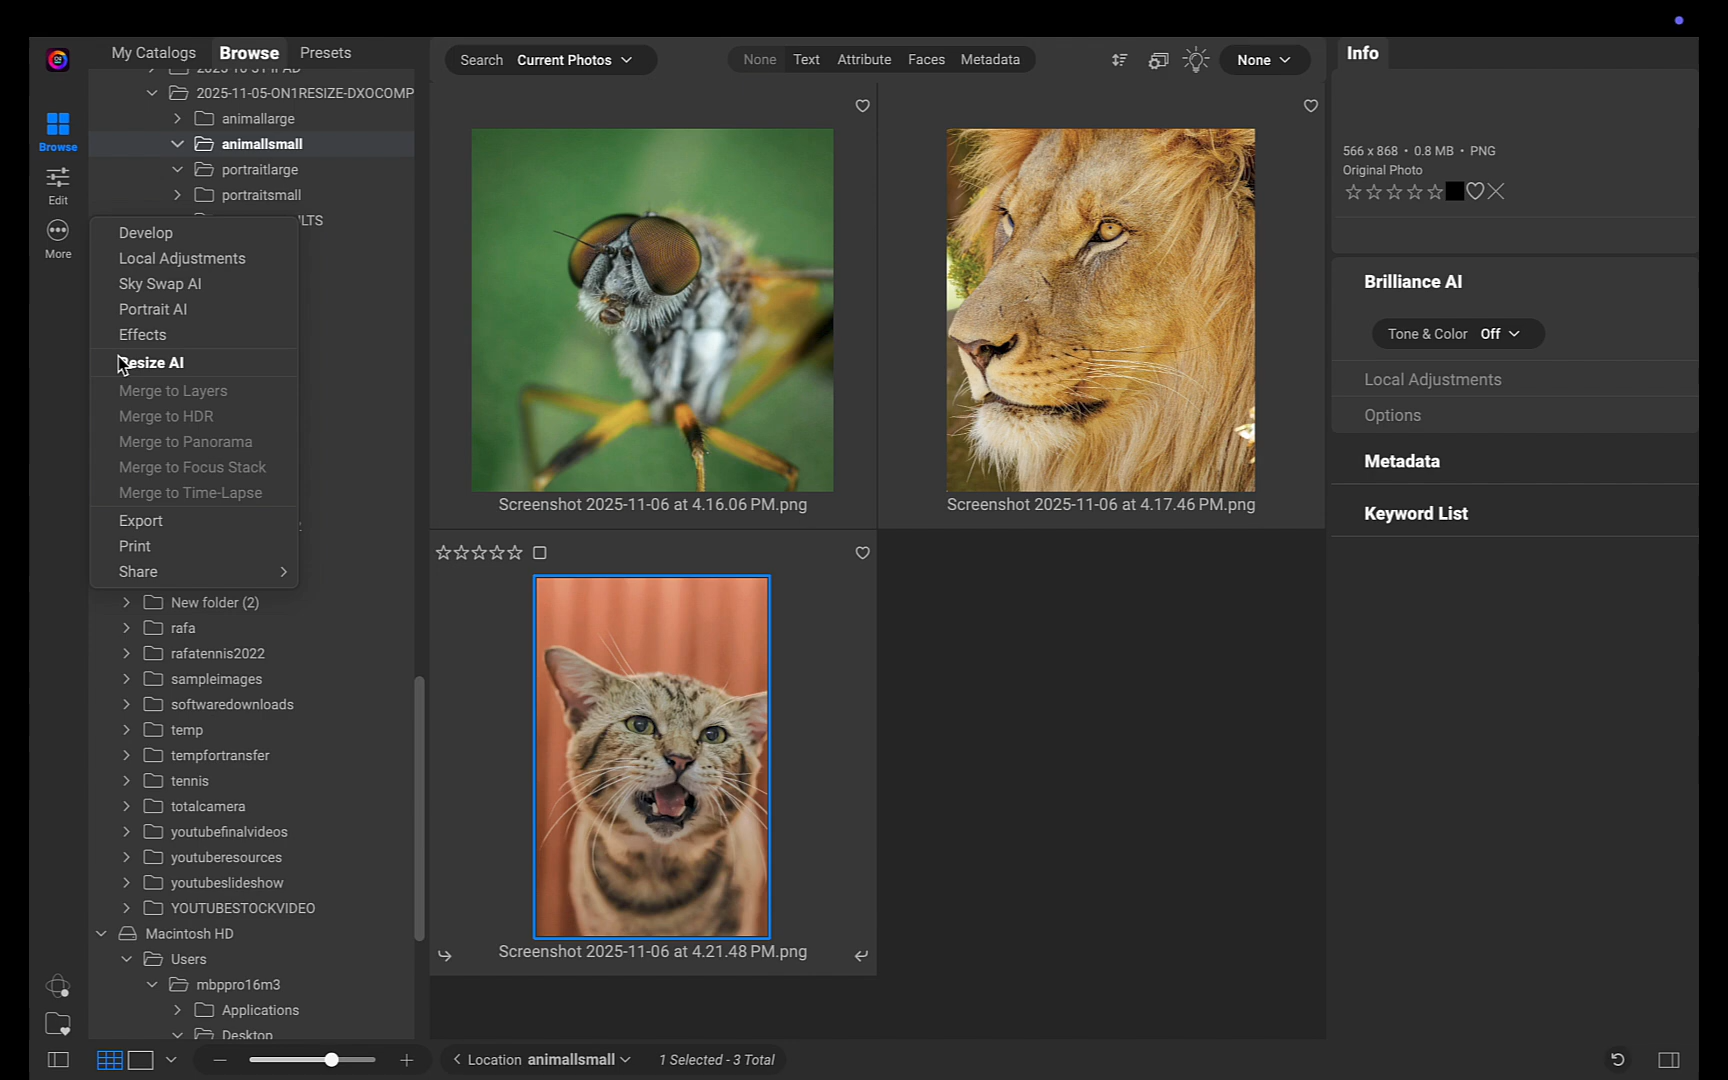 My Catalogs
Browse
Presets
Search Current Photos
None
Text
Attribute
Faces
Metadata
None
Info
2025-11-05-ON1RESIZE-DXOCOMP
animallarge
animallsmall
portraitlarge
portraitsmall
ULTS
Browse
Edit
More
Develop
Local Adjustments
Sky Swap AI
Portrait AI
Effects
Resize AI
Merge to Layers
Merge to HDR
Merge to Panorama
Merge to Focus Stack
Merge to Time-Lapse
Export
Print
Share
New folder (2)
rafa
rafatennis2022
sampleimages
softwaredownloads
temp
tempfortransfer
tennis
totalcamera
youtubefinalvideos
youtuberesources
youtubeslideshow
YOUTUBESTOCKVIDEO
Macintosh HD
Users
mbppro16m3
Applications
Desktop
Screenshot 2025-11-06 at 4.16.06 PM.png
Screenshot 2025-11-06 at 4.17.46 PM.png
Screenshot 2025-11-06 at 4.21.48 PM.png
566 x 868 • 0.8 MB • PNG
Original Photo
Brilliance AI
Tone & Color Off
Local Adjustments
Options
Metadata
Keyword List
Location animallsmall
1 Selected - 3 Total